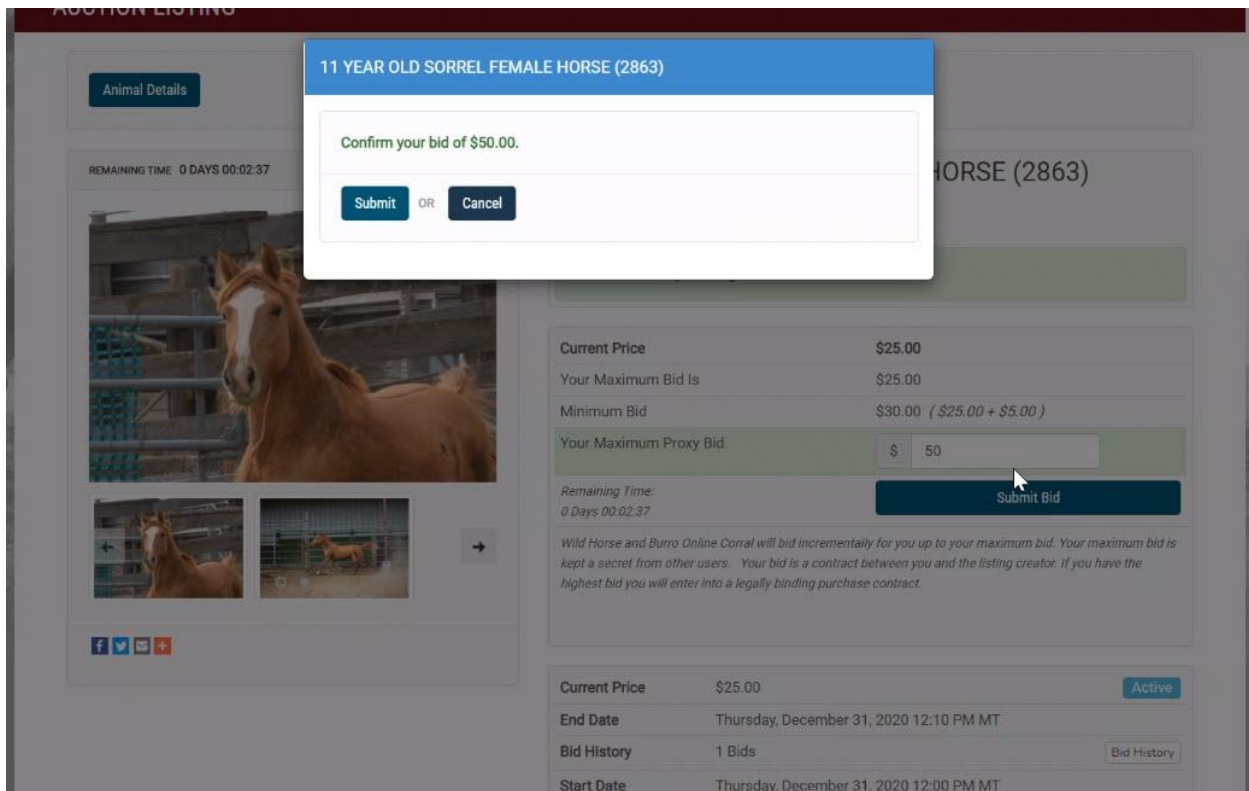 AUCTION LISTING
11 YEAR OLD SORREL FEMALE HORSE (2863)
Animal Details
Confirm your bid of $50.00.
Submit OR Cancel
REMAINING TIME 0 DAYS 00:02:37
HORSE (2863)
Current Price $25.00
Your Maximum Bid Is $25.00
Minimum Bid $30.00 ( $25.00 + $5.00 )
Your Maximum Proxy Bid $ 50
Remaining Time:
0 Days 00:02:37
Submit Bid
Wild Horse and Burro Online Corral will bid incrementally for you up to your maximum bid. Your maximum bid is
kept a secret from other users. Your bid is a contract between you and the listing creator. If you have the
highest bid you will enter into a legally binding purchase contract.
Current Price $25.00 Active
End Date Thursday, December 31, 2020 12:10 PM MT
Bid History 1 Bids Bid History
Start Date Thursday, December 31, 2020 12:00 PM MT